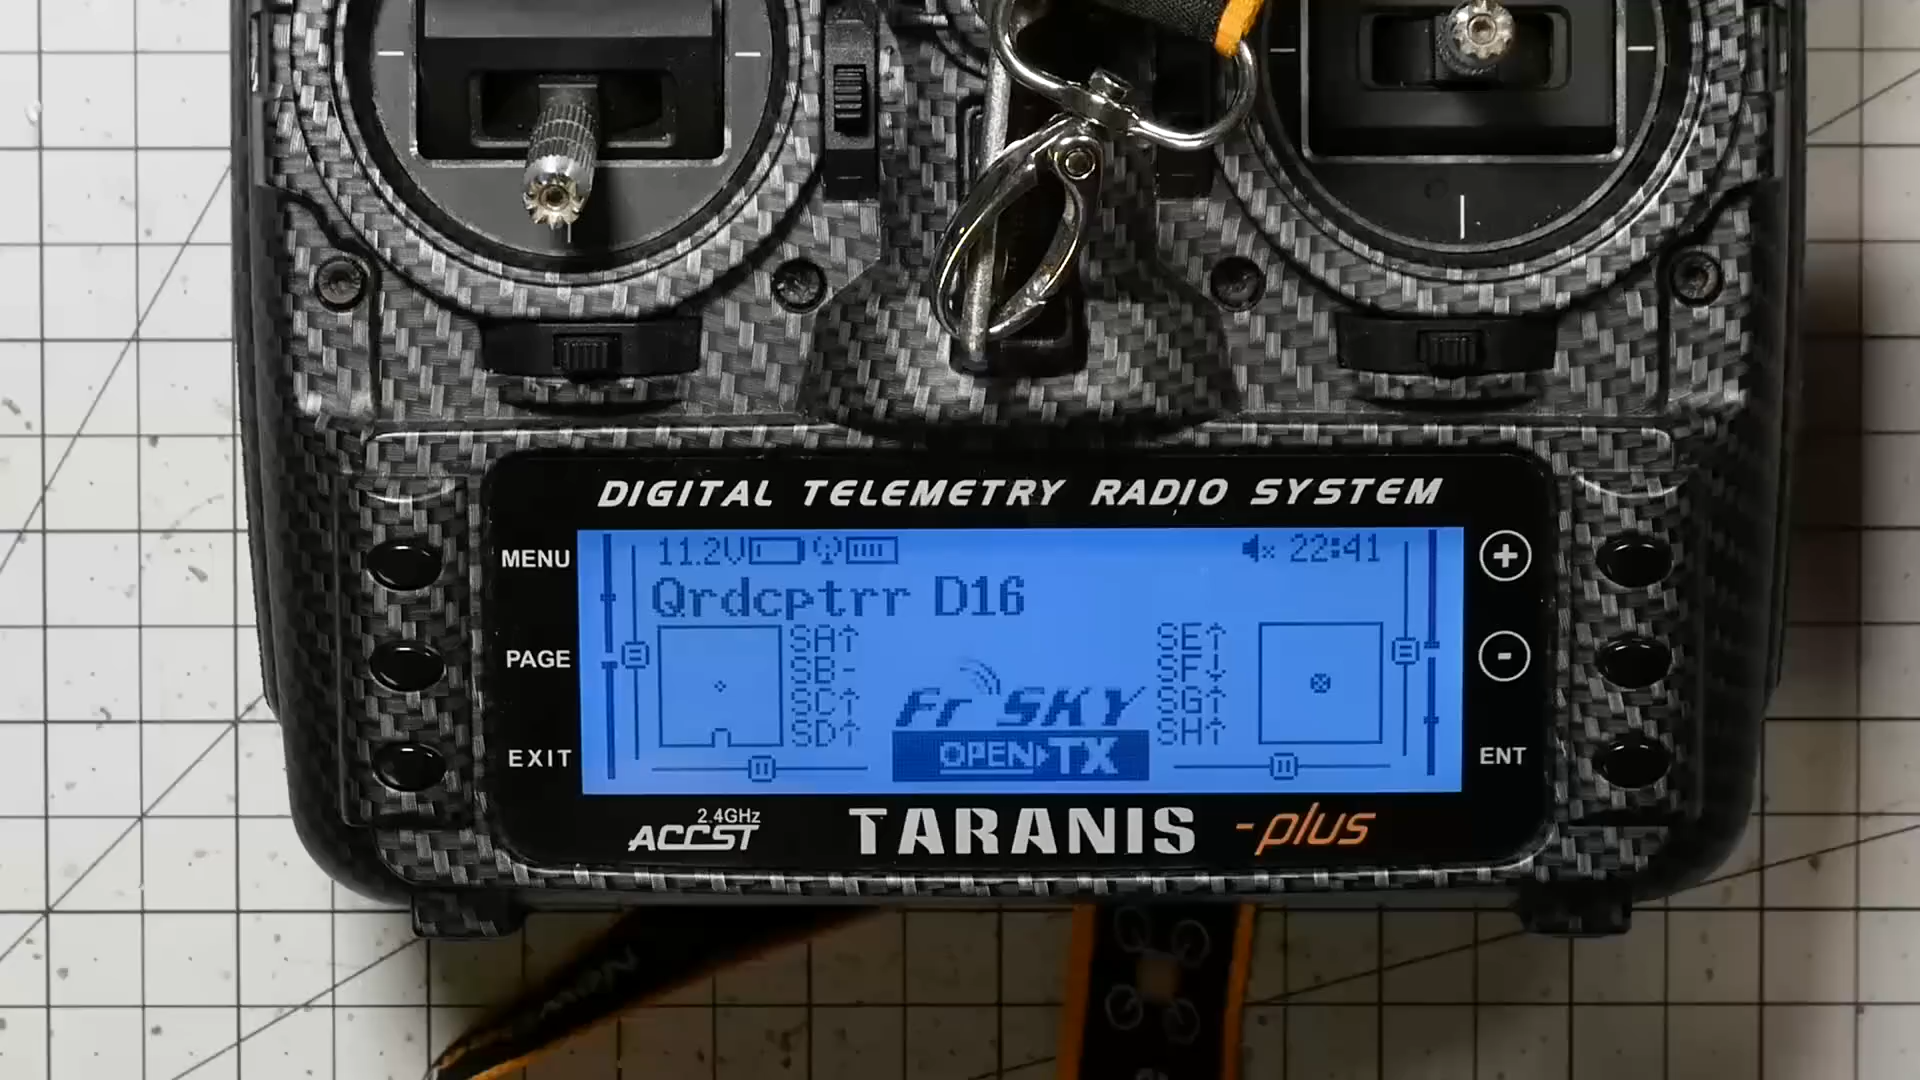 DIGITAL TELEMETRY RADIO SYSTEM
MENU
PAGE
EXIT
11.2V
22:41
Qrdcptrr D16
SA↑
SB-
SC↑
SD↑
SE↑
SF↓
SG↑
SH↑
FrSKY
OPEN TX
+
-
ENT
2.4GHz
ACCST
TARANIS -plus